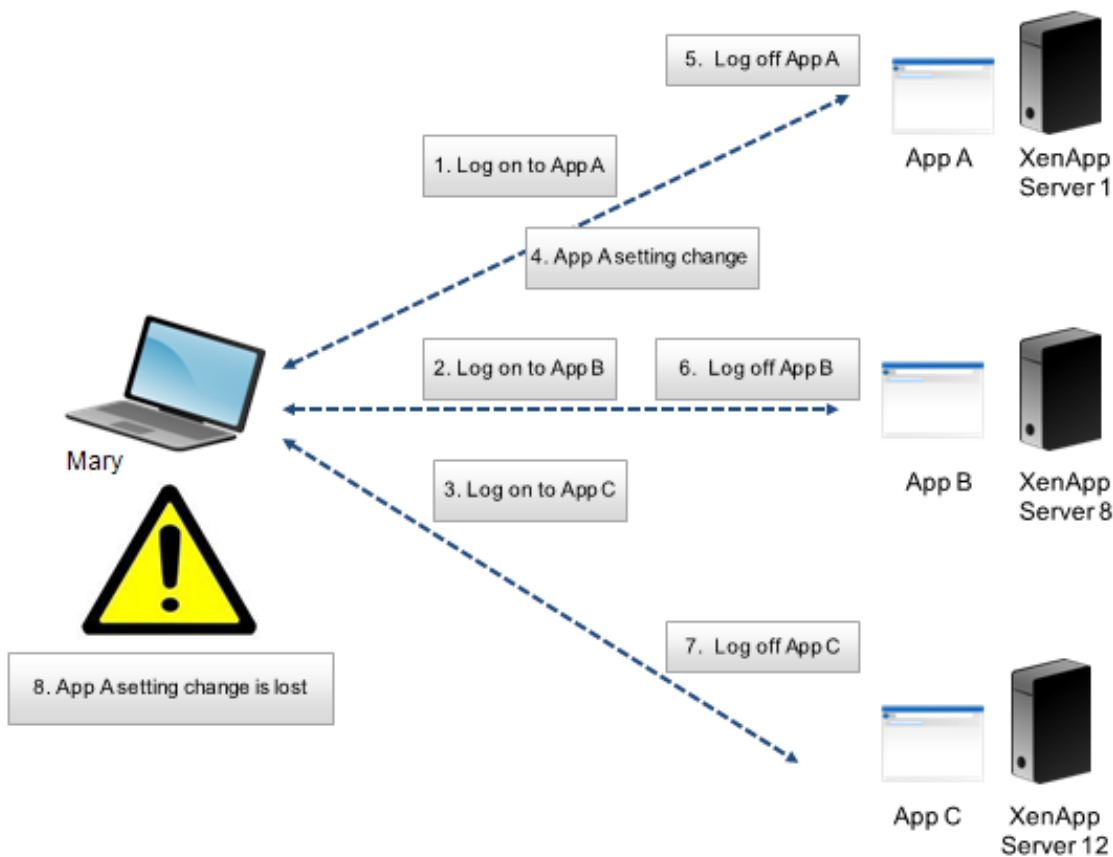 5. Log off App A
1. Log on to App A
App A
XenApp
Server 1
4. App A setting change
2. Log on to App B
6. Log off App B
Mary
App B
XenApp
Server 8
3. Log on to App C
7. Log off App C
8. App A setting change is lost
App C
XenApp
Server 12